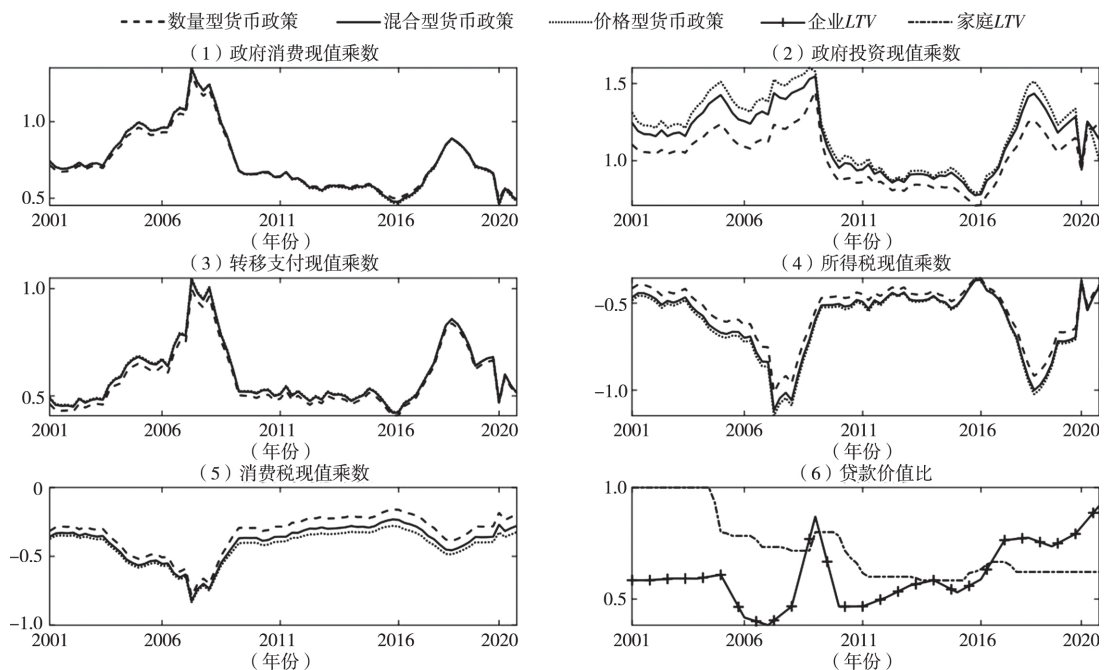 数量型货币政策 混合型货币政策 价格型货币政策 企业LTV 家庭LTV
（1）政府消费现值乘数
1.0
0.5
2001 2006 2011 2016 2020
（年份）
（2）政府投资现值乘数
1.5
1.0
2001 2006 2011 2016 2020
（年份）
（3）转移支付现值乘数
1.0
0.5
2001 2006 2011 2016 2020
（年份）
（4）所得税现值乘数
−0.5
−1.0
2001 2006 2011 2016 2020
（年份）
（5）消费税现值乘数
0
−0.5
−1.0
2001 2006 2011 2016 2020
（年份）
（6）贷款价值比
1.0
0.5
2001 2006 2011 2016 2020
（年份）